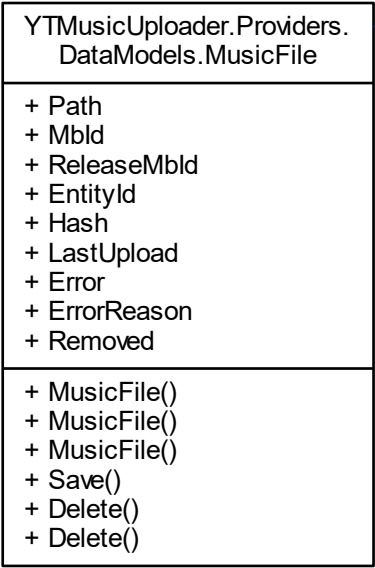 YTMusicUploader.Providers.
DataModels.MusicFile
+ Path
+ MbId
+ ReleaseMbId
+ EntityId
+ Hash
+ LastUpload
+ Error
+ ErrorReason
+ Removed
+ MusicFile()
+ MusicFile()
+ MusicFile()
+ Save()
+ Delete()
+ Delete()